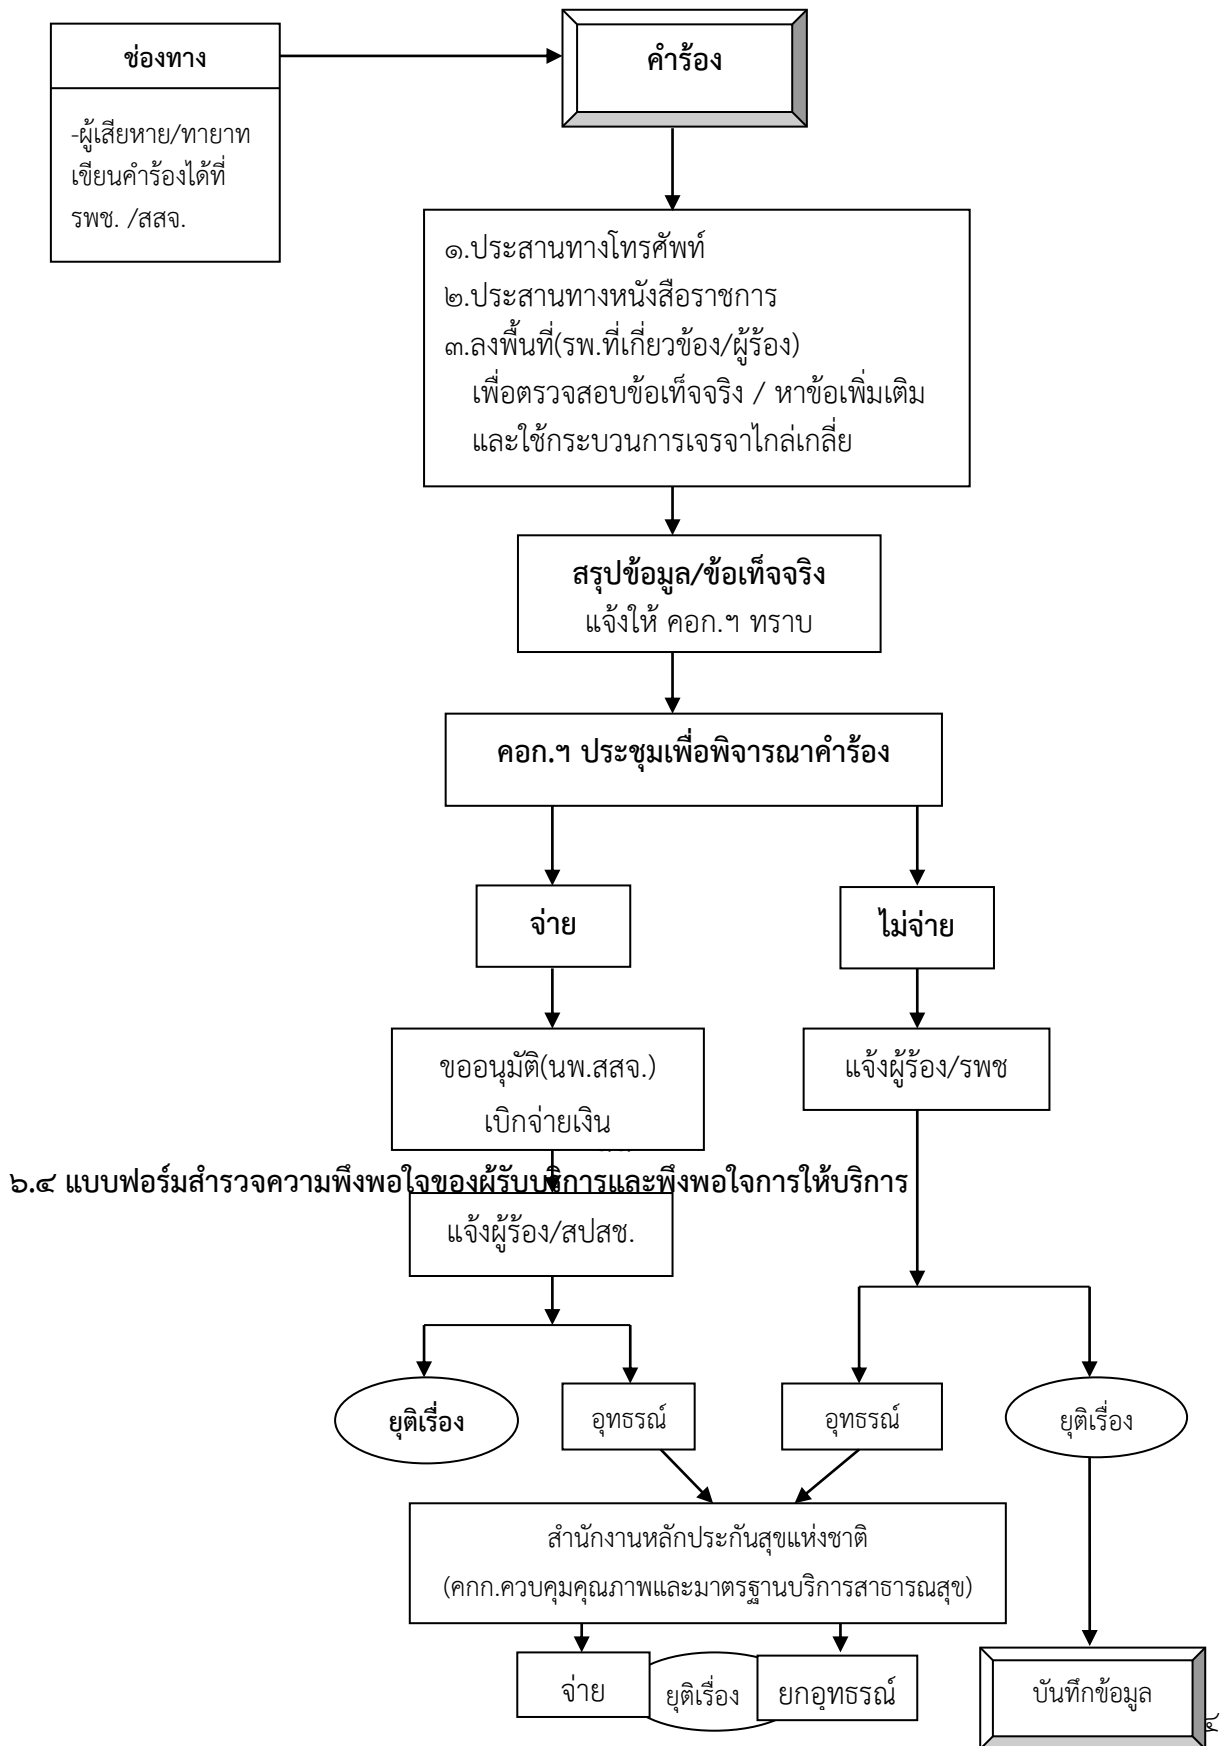 ช่องทาง
คำร้อง
-ผู้เสียหาย/ทายาท
เขียนคำร้องได้ที่
รพช. /สสจ.
๑.ประสานทางโทรศัพท์
๒.ประสานทางหนังสือราชการ
๓.ลงพื้นที่(รพ.ที่เกี่ยวข้อง/ผู้ร้อง)
เพื่อตรวจสอบข้อเท็จจริง / หาข้อเพิ่มเติม
และใช้กระบวนการเจรจาไกล่เกลี่ย
สรุปข้อมูล/ข้อเท็จจริง
แจ้งให้ คอก.ฯ ทราบ
คอก.ฯ ประชุมเพื่อพิจารณาคำร้อง
จ่าย
ไม่จ่าย
ขออนุมัติ(นพ.สสจ.)
เบิกจ่ายเงิน
แจ้งผู้ร้อง/รพช
๖.๔ แบบฟอร์มสำรวจความพึงพอใจของผู้รับบริการและพึงพอใจการให้บริการ
แจ้งผู้ร้อง/สปสช.
ยุติเรื่อง
อุทธรณ์
อุทธรณ์
ยุติเรื่อง
สำนักงานหลักประกันสุขแห่งชาติ
(คกก.ควบคุมคุณภาพและมาตรฐานบริการสาธารณสุข)
จ่าย
ยุติเรื่อง
ยกอุทธรณ์
บันทึกข้อมูล